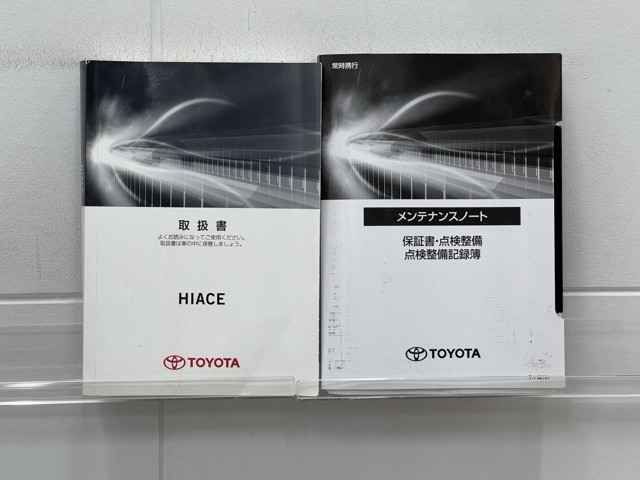 取扱書
よくお読みになってご使用ください。
取扱書は車の中に保管しましょう。
HIACE
TOYOTA
常時携行
メンテナンスノート
保証書・点検整備
点検整備記録簿
TOYOTA